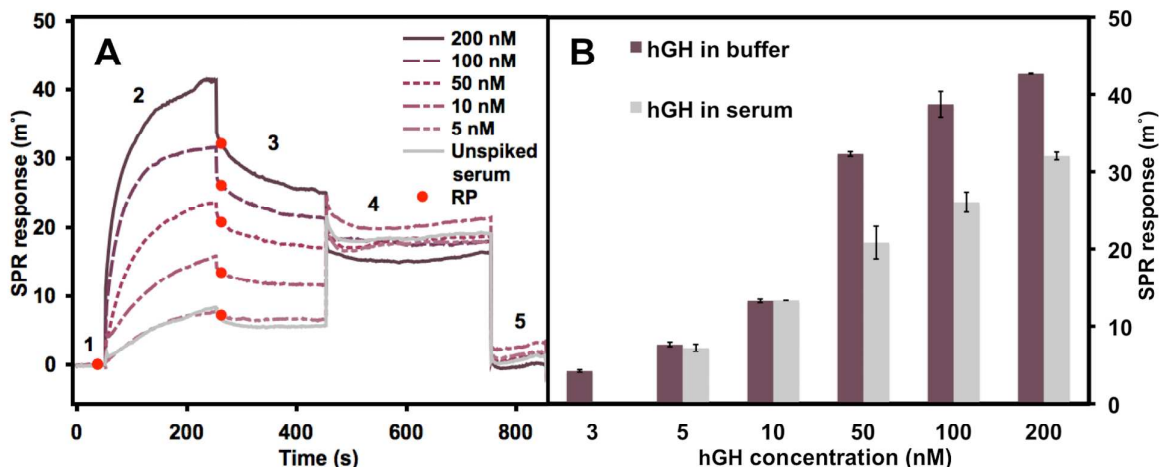 A
SPR response (m°)
50
40
30
20
10
0
0
200
400
600
800
Time (s)
1
2
3
4
5
200 nM
100 nM
50 nM
10 nM
5 nM
Unspiked
serum
RP
B
hGH in buffer
hGH in serum
50
40
30
20
10
0
SPR response (m°)
3
5
10
50
100
200
hGH concentration (nM)